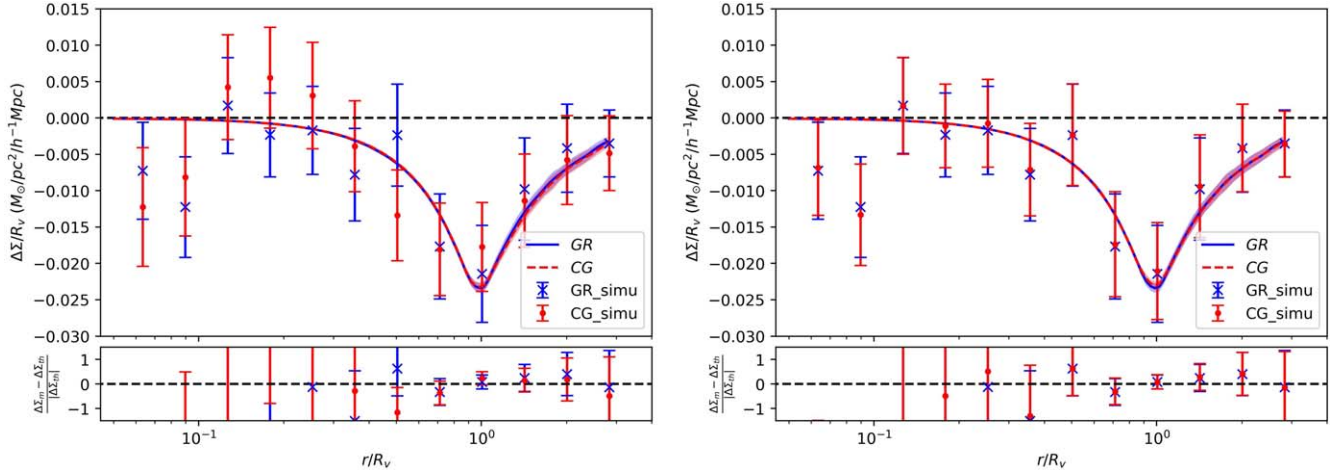 0.015
0.010
0.005
0.000
−0.005
−0.010
−0.015
−0.020
−0.025
−0.030
ΔΣ/R_v (M_⊙/pc²/h⁻¹Mpc)
GR
CG
GR_simu
CG_simu
1
0
−1
(ΔΣ_m − ΔΣ_th)/|ΔΣ_th|
10⁻¹
10⁰
r/R_v
0.015
0.010
0.005
0.000
−0.005
−0.010
−0.015
−0.020
−0.025
−0.030
ΔΣ/R_v (M_⊙/pc²/h⁻¹Mpc)
GR
CG
GR_simu
CG_simu
1
0
−1
(ΔΣ_m − ΔΣ_th)/|ΔΣ_th|
10⁻¹
10⁰
r/R_v